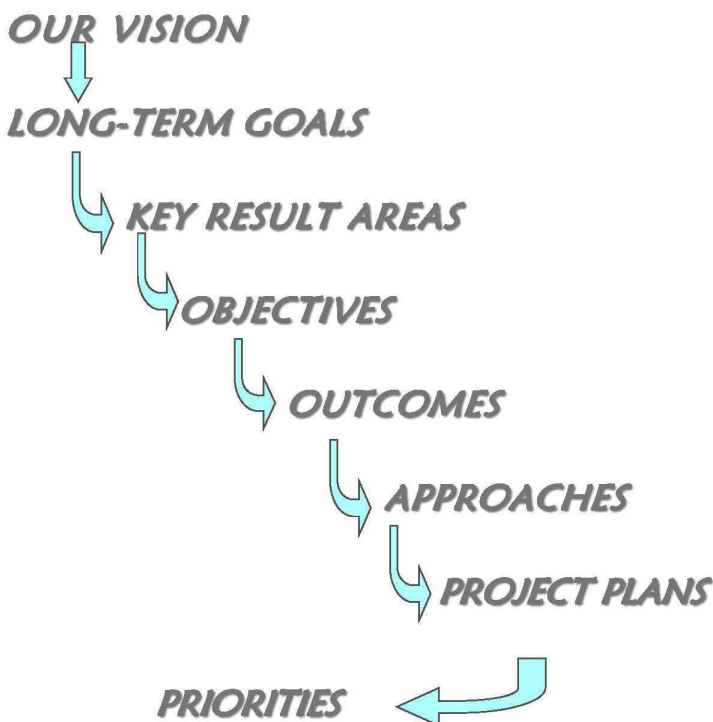 OUR VISION
LONG-TERM GOALS
KEY RESULT AREAS
OBJECTIVES
OUTCOMES
APPROACHES
PROJECT PLANS
PRIORITIES